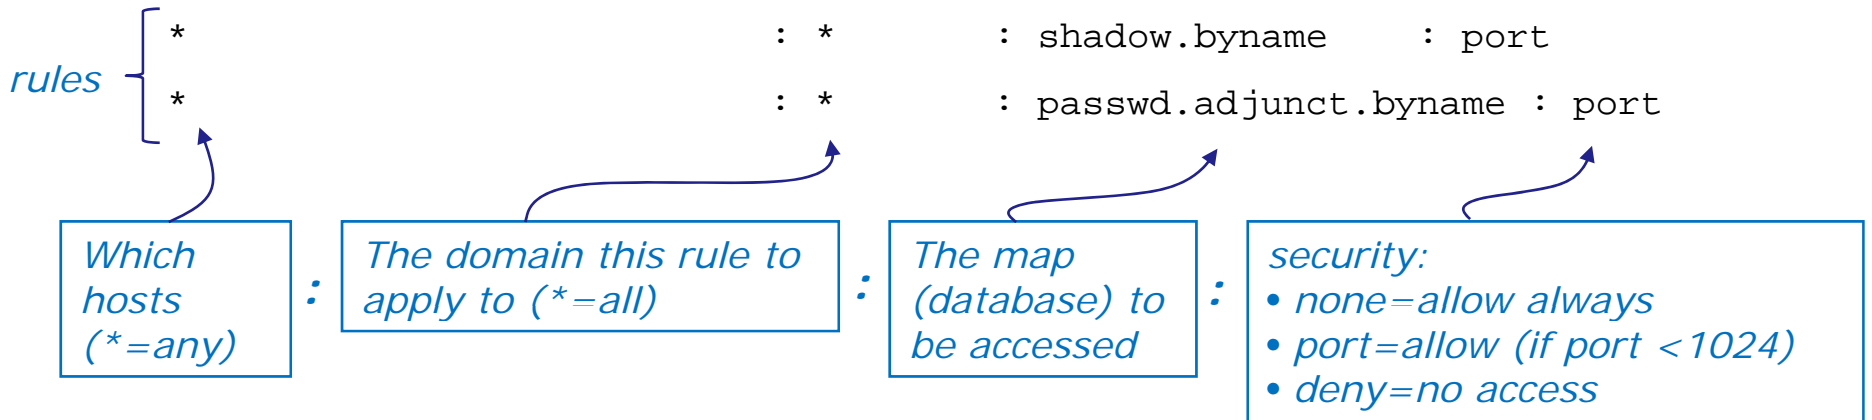 * : * : shadow.byname : port
rules
* : * : passwd.adjunct.byname : port
Which
hosts
(*=any)
:
The domain this rule to
apply to (*=all)
:
The map
(database) to
be accessed
:
security:
• none=allow always
• port=allow (if port <1024)
• deny=no access